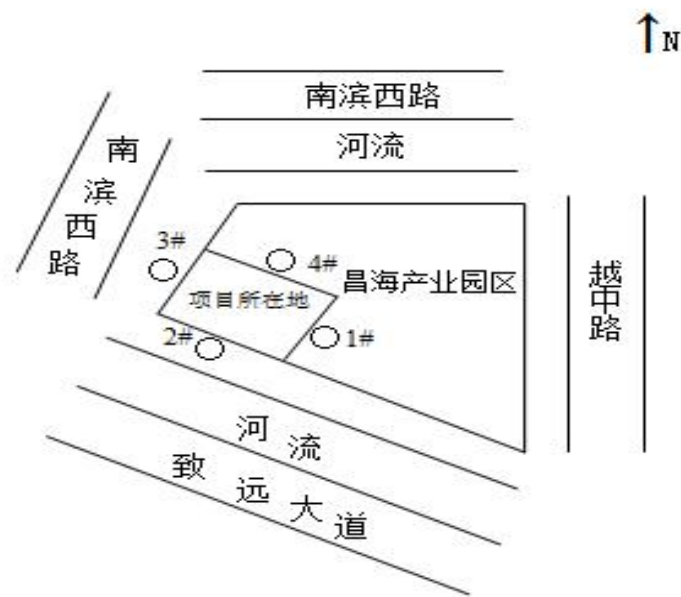 N
南滨西路
河流
南滨西路
3#
4#
昌海产业园区
项目所在地
越中路
2#
1#
河流
致远大道